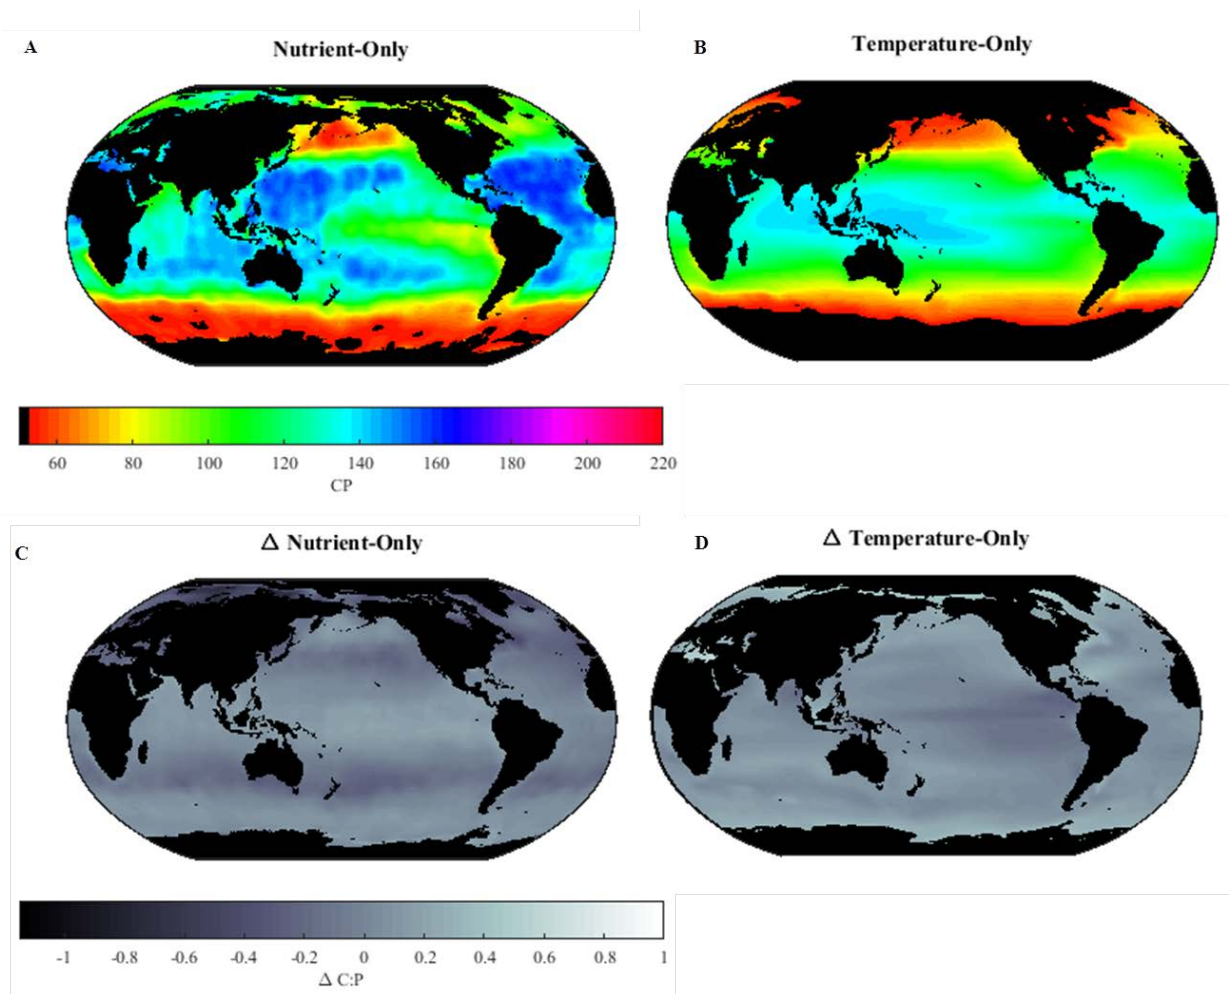 A
Nutrient-Only
B
Temperature-Only
60 80 100 120 140 160 180 200 220
CP
C
Δ Nutrient-Only
D
Δ Temperature-Only
-1 -0.8 -0.6 -0.4 -0.2 0 0.2 0.4 0.6 0.8 1
Δ C:P